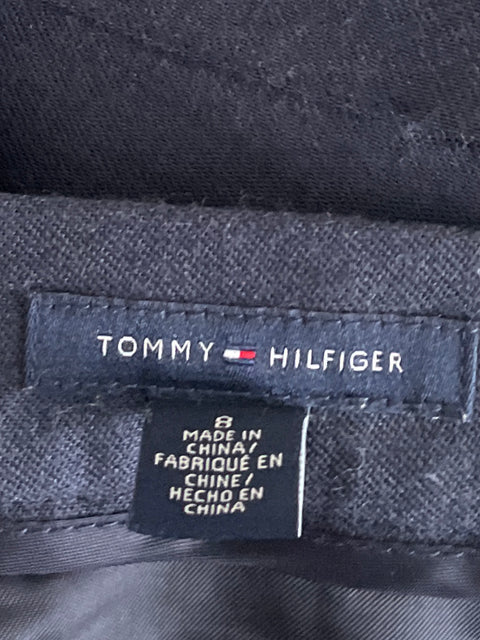 TOMMY HILFIGER
8
MADE IN
CHINA/
FABRIQUÉ EN
CHINE/
HECHO EN
CHINA